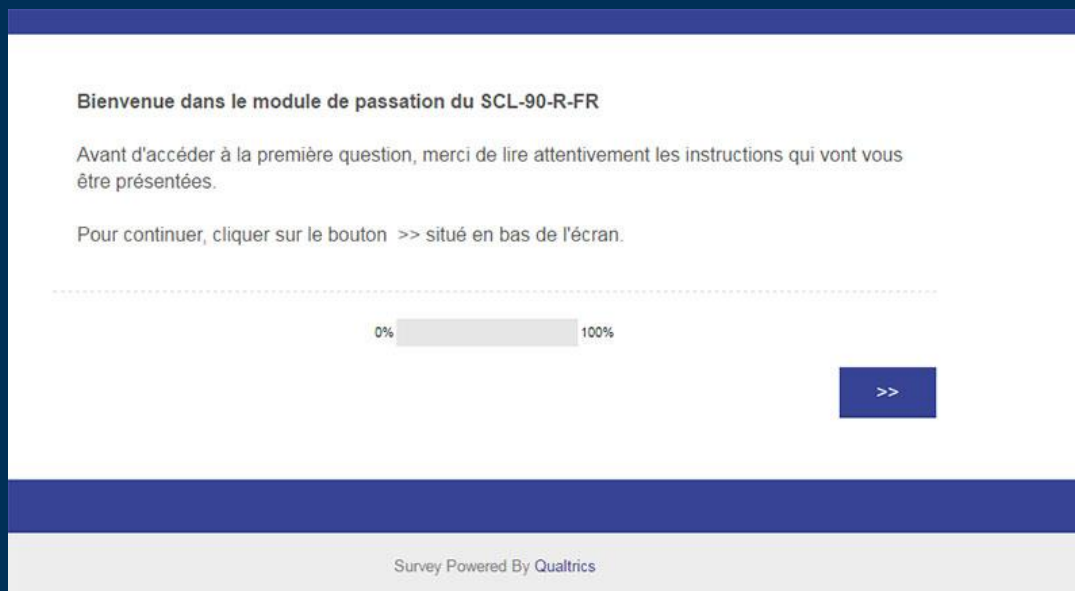 Bienvenue dans le module de passation du SCL-90-R-FR
Avant d'accéder à la première question, merci de lire attentivement les instructions qui vont vous
être présentées.
Pour continuer, cliquer sur le bouton >> situé en bas de l'écran.
0% 100%
>>
Survey Powered By Qualtrics